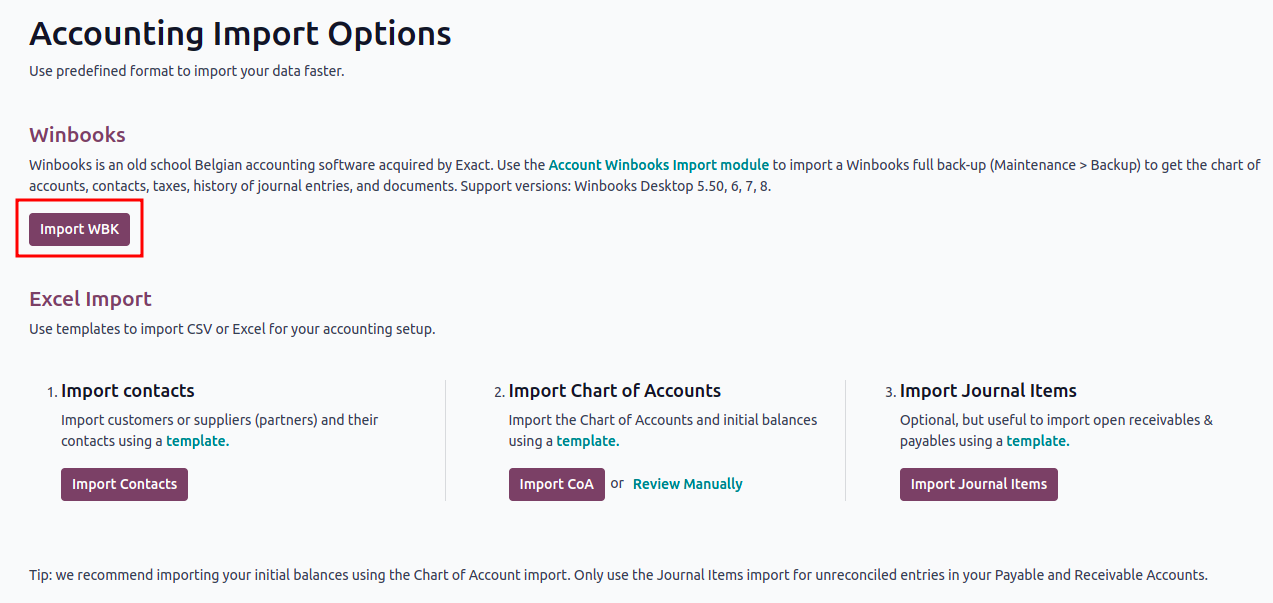 Accounting Import Options
Use predefined format to import your data faster.
Winbooks
Winbooks is an old school Belgian accounting software acquired by Exact. Use the Account Winbooks Import module to import a Winbooks full back-up (Maintenance > Backup) to get the chart of
accounts, contacts, taxes, history of journal entries, and documents. Support versions: Winbooks Desktop 5.50, 6, 7, 8.
Import WBK
Excel Import
Use templates to import CSV or Excel for your accounting setup.
1. Import contacts
Import customers or suppliers (partners) and their
contacts using a template.
Import Contacts
2. Import Chart of Accounts
Import the Chart of Accounts and initial balances
using a template.
Import CoA or Review Manually
3. Import Journal Items
Optional, but useful to import open receivables &
payables using a template.
Import Journal Items
Tip: we recommend importing your initial balances using the Chart of Account import. Only use the Journal Items import for unreconciled entries in your Payable and Receivable Accounts.